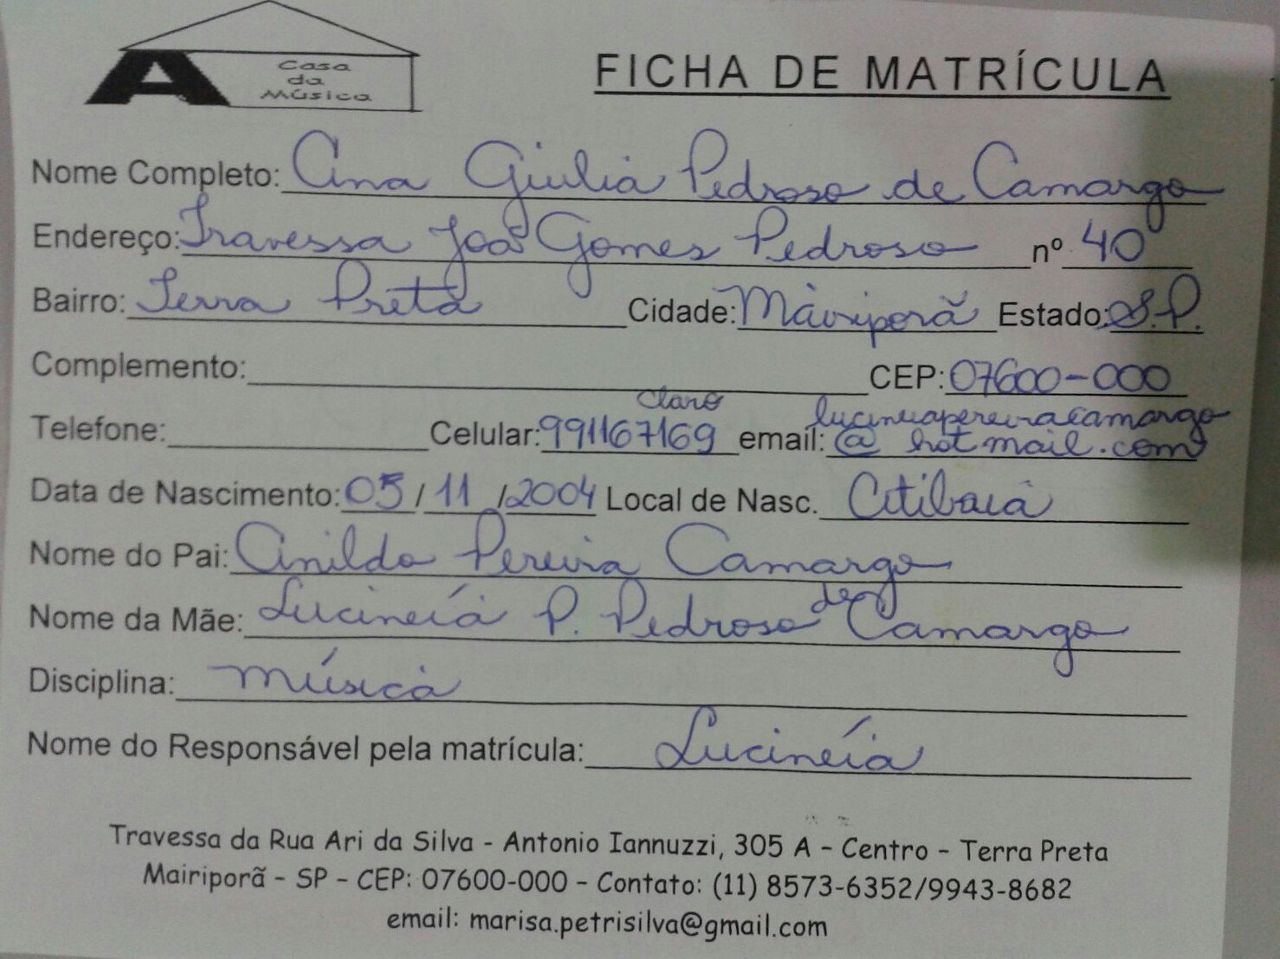 A Casa da Música
FICHA DE MATRÍCULA
Nome Completo: Ana Giulia Pedroso de Camargo
Endereço: Travessa João Gomes Pedroso nº 40
Bairro: Terra Preta Cidade: Mairiporã Estado: S.P.
Complemento: CEP: 07600-000
Claro lucineiapereiracamargo
Telefone: Celular: 991167169 email: @hotmail.com
Data de Nascimento: 05/11/2004 Local de Nasc. Atibaia
Nome do Pai: Anildo Pereira Camargo
Nome da Mãe: Lucinéia P. Pedroso de Camargo
Disciplina: Música
Nome do Responsável pela matrícula: Lucinéia
Travessa da Rua Ari da Silva - Antonio Iannuzzi, 305 A - Centro - Terra Preta
Mairiporã - SP - CEP: 07600-000 - Contato: (11) 8573-6352/9943-8682
email: marisa.petrisilva@gmail.com